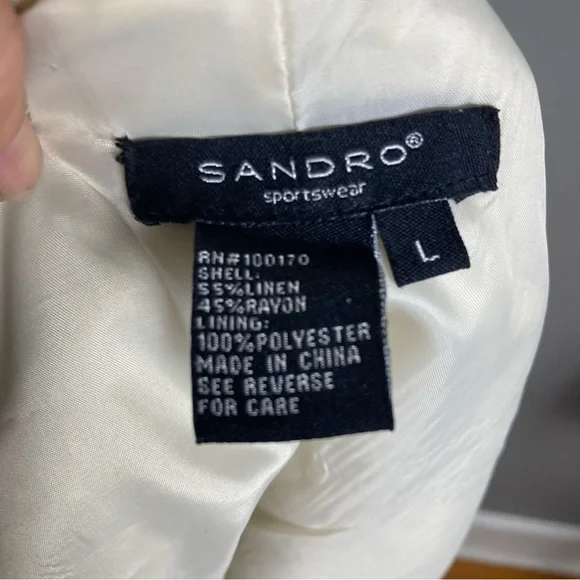 SANDRO®
sportswear
L
RN#100170
SHELL:
55%LINEN
45%RAYON
LINING:
100%POLYESTER
MADE IN CHINA
SEE REVERSE
FOR CARE